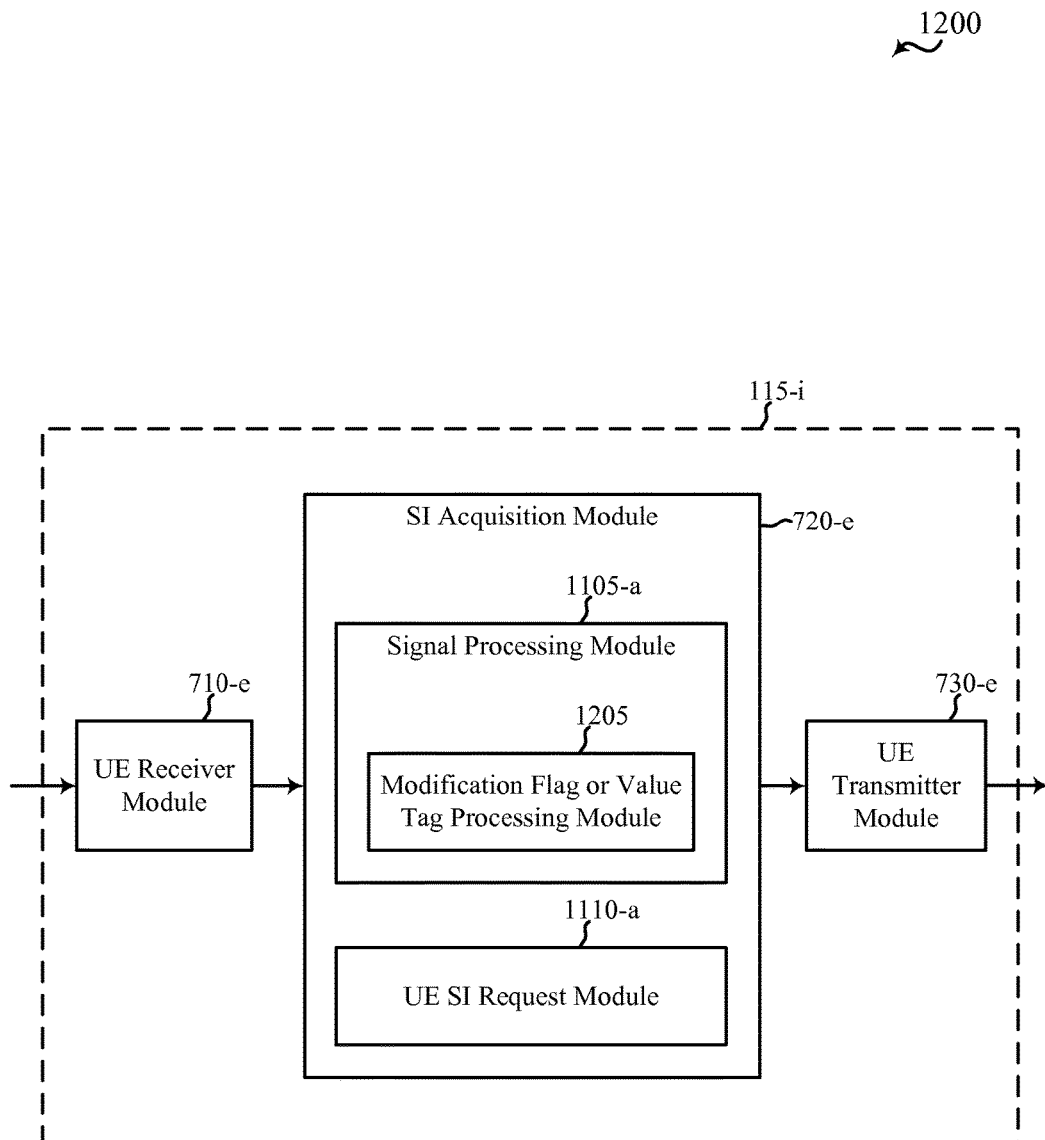 1200
115-i
SI Acquisition Module
720-e
1105-a
Signal Processing Module
710-e
730-e
1205
UE Receiver
Module
Modification Flag or Value
Tag Processing Module
UE
Transmitter
Module
1110-a
UE SI Request Module